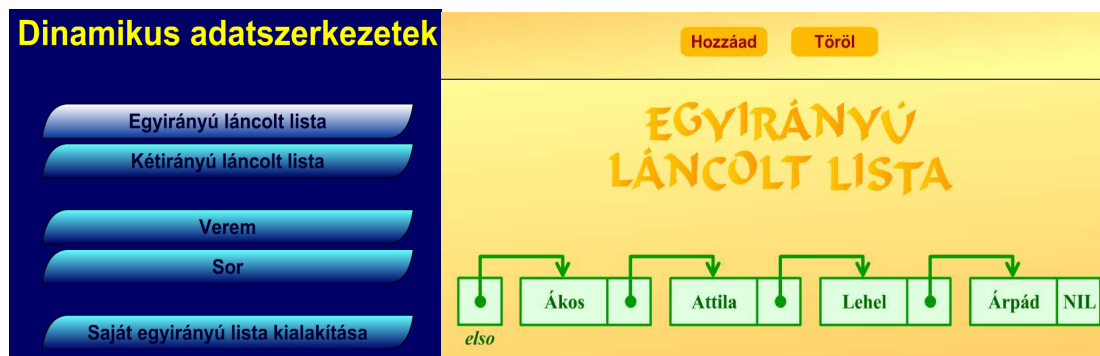 Dinamikus adatszerkezetek
Egyirányú láncolt lista
Kétirányú láncolt lista
Verem
Sor
Saját egyirányú lista kialakítása
Hozzáad Töröl
EGYIRÁNYÚ
LÁNCOLT LISTA
Ákos Attila Lehel Árpád NIL
elso